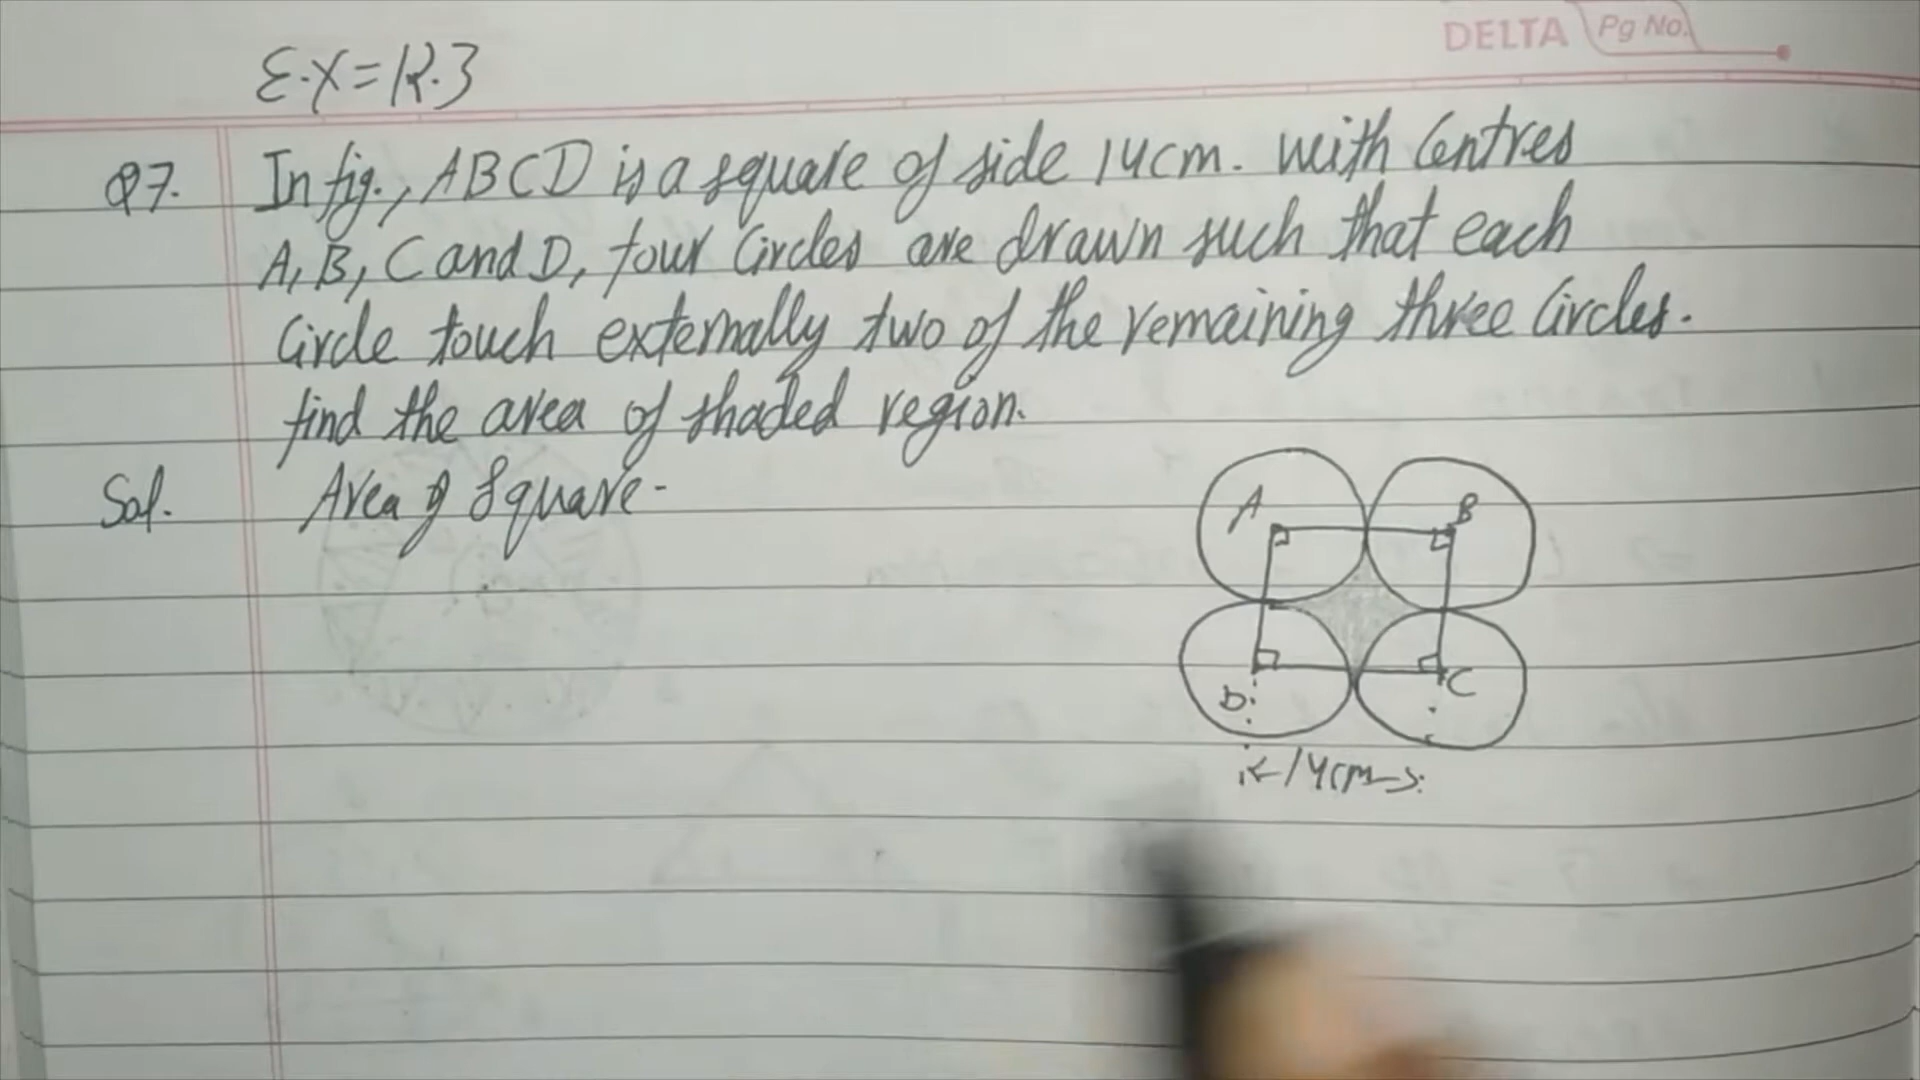 DELTA Pg No.
Ex=12.3
Q7. In fig., ABCD is a square of side 14cm. with Centres
A, B, C and D, four Circles are drawn such that each
Circle touch externally two of the remaining three Circles.
find the area of shaded region.
Sol. Area of Square-
A B
D C
14cm